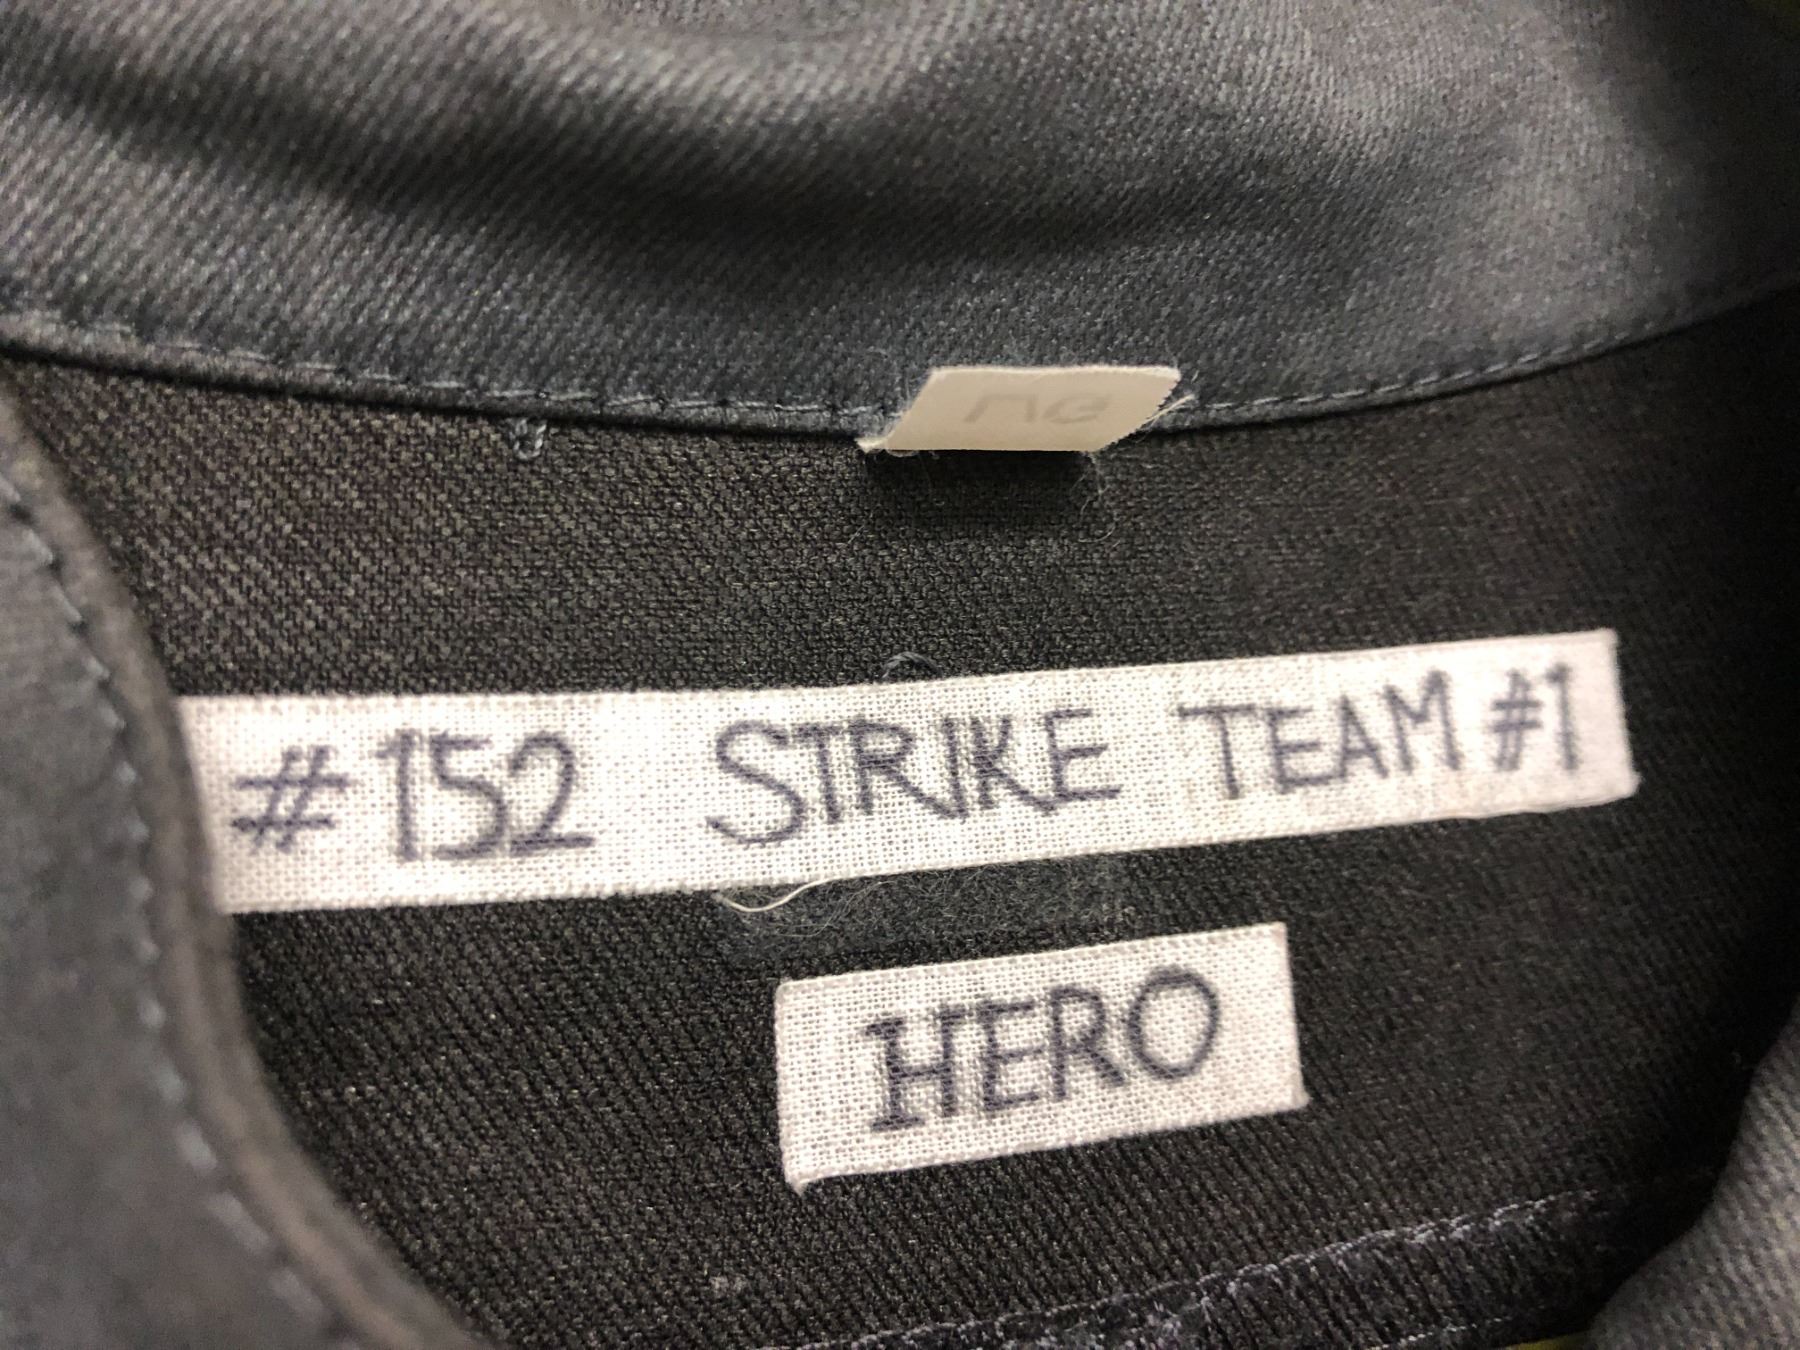 #152 STRIKE TEAM #1
HERO